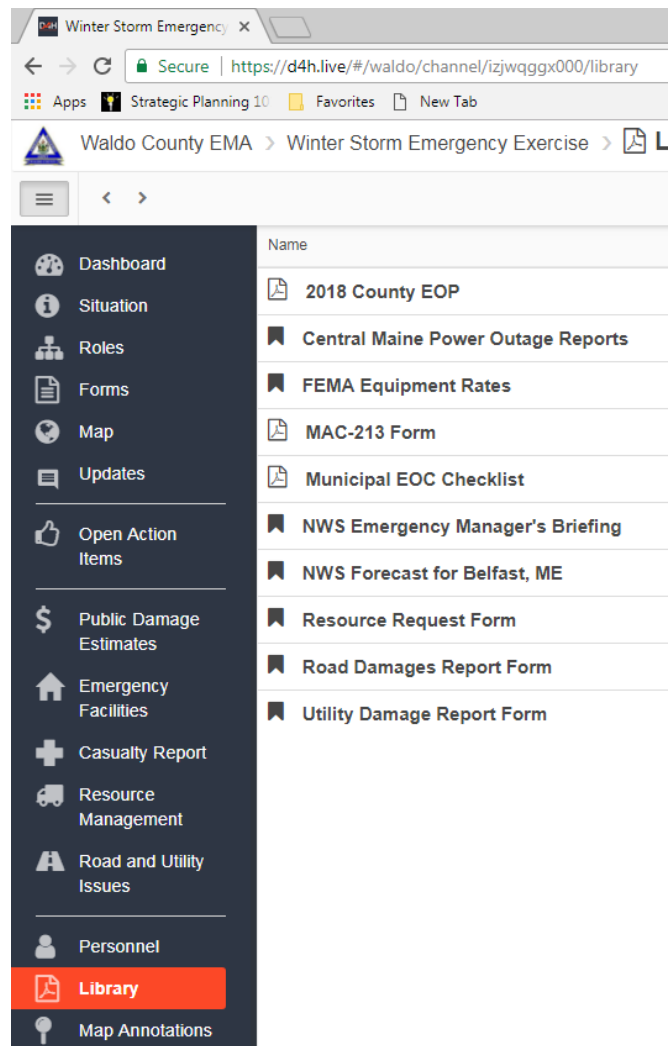 Winter Storm Emergency
Secure | https://d4h.live/#/waldo/channel/izjwqggx000/library
Apps Strategic Planning 10 Favorites New Tab
Waldo County EMA > Winter Storm Emergency Exercise > L
Name
Dashboard
Situation
Roles
Forms
Map
Updates
Open Action
Items
Public Damage
Estimates
Emergency
Facilities
Casualty Report
Resource
Management
Road and Utility
Issues
Personnel
Library
Map Annotations
2018 County EOP
Central Maine Power Outage Reports
FEMA Equipment Rates
MAC-213 Form
Municipal EOC Checklist
NWS Emergency Manager's Briefing
NWS Forecast for Belfast, ME
Resource Request Form
Road Damages Report Form
Utility Damage Report Form